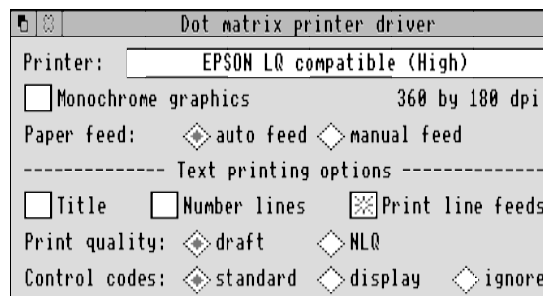 Dot matrix printer driver
Printer: EPSON LQ compatible (High)
Monochrome graphics 360 by 180 dpi
Paper feed: auto feed manual feed
-------------- Text printing options --------------
Title Number lines Print line feeds
Print quality: draft NLQ
Control codes: standard display ignore